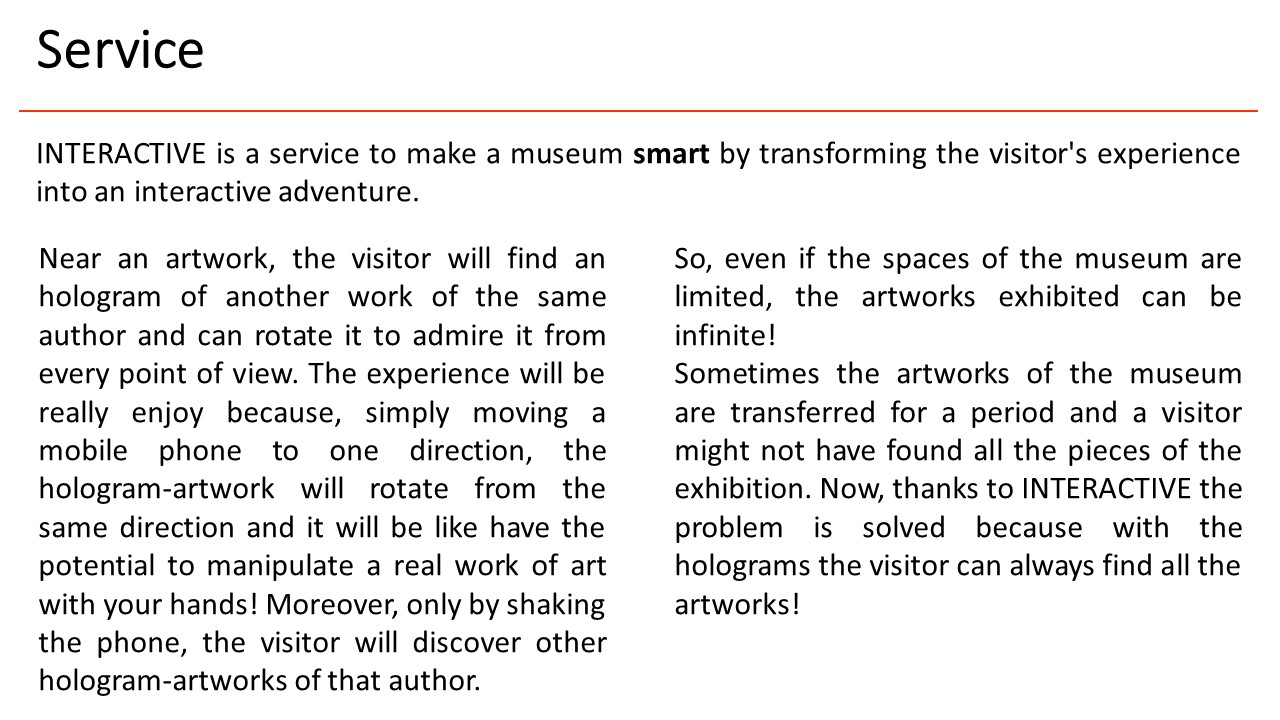 Service
INTERACTIVE is a service to make a museum smart by transforming the visitor's experience
into an interactive adventure.
Near an artwork, the visitor will find an
hologram of another work of the same
author and can rotate it to admire it from
every point of view. The experience will be
really enjoy because, simply moving a
mobile phone to one direction, the
hologram-artwork will rotate from the
same direction and it will be like have the
potential to manipulate a real work of art
with your hands! Moreover, only by shaking
the phone, the visitor will discover other
hologram-artworks of that author.
So, even if the spaces of the museum are
limited, the artworks exhibited can be
infinite!
Sometimes the artworks of the museum
are transferred for a period and a visitor
might not have found all the pieces of the
exhibition. Now, thanks to INTERACTIVE the
problem is solved because with the
holograms the visitor can always find all the
artworks!